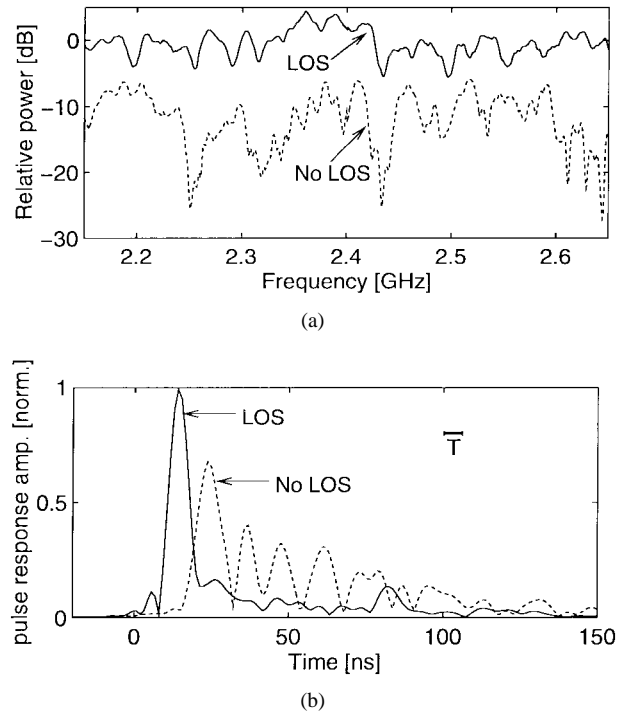 Relative power [dB]
0
−10
−20
−30
LOS
No LOS
2.2 2.3 2.4 2.5 2.6
Frequency [GHz]
(a)
pulse response amp. [norm.]
1
0.5
0
LOS
No LOS
T
0 50 100 150
Time [ns]
(b)